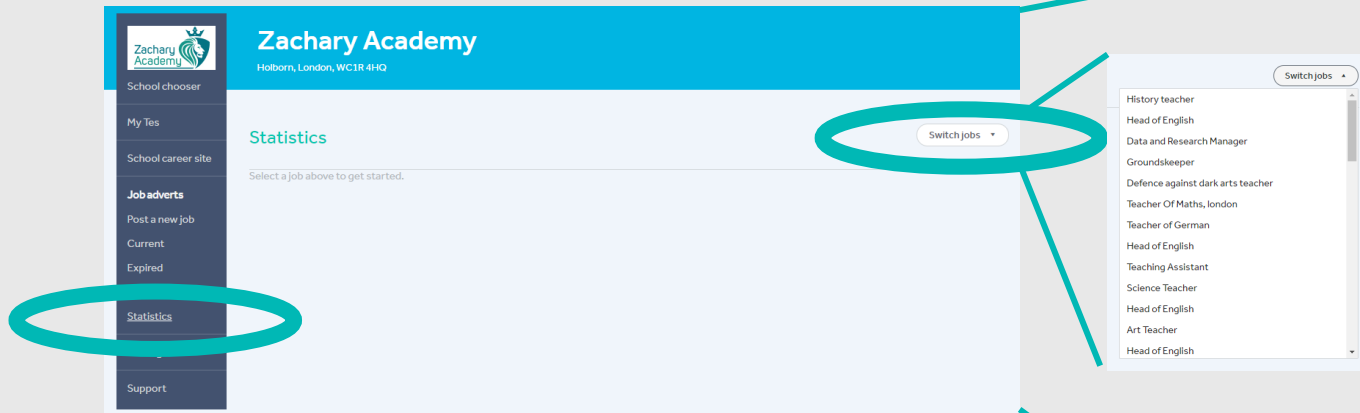 Zachary
Academy
School chooser
My Tes
School career site
Job adverts
Post a new job
Current
Expired
Statistics
Support
Zachary Academy
Holborn, London, WC1R 4HQ
Statistics
Switch jobs
Select a job above to get started.
Switch jobs
History teacher
Head of English
Data and Research Manager
Groundskeeper
Defence against dark arts teacher
Teacher Of Maths, london
Teacher of German
Head of English
Teaching Assistant
Science Teacher
Head of English
Art Teacher
Head of English